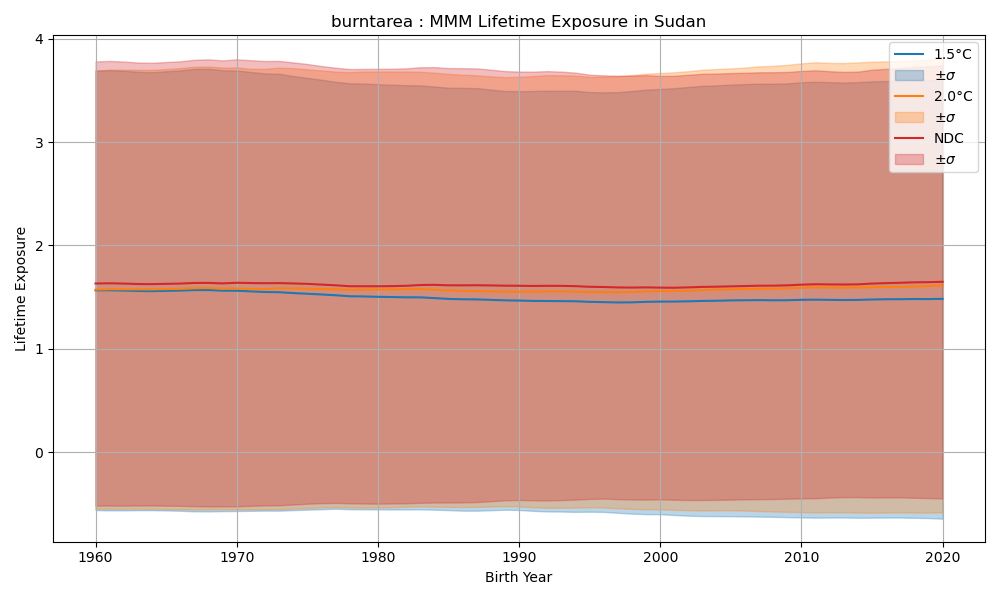 burntarea : MMM Lifetime Exposure in Sudan
4
3
2
1
0
Lifetime Exposure
1.5°C
±σ
2.0°C
±σ
NDC
±σ
1960
1970
1980
1990
2000
2010
2020
Birth Year